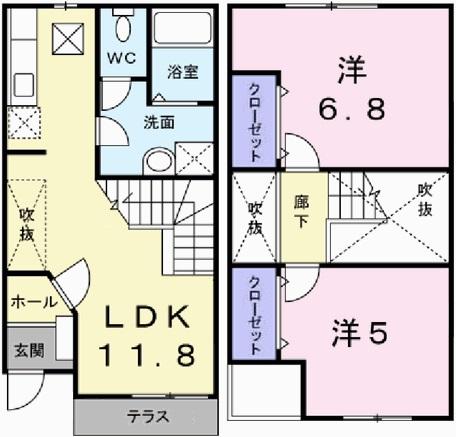 WC
浴室
洗面
吹抜
ホール
玄関
LDK
11.8
テラス
洋
6.8
クローゼット
吹抜
廊下
吹抜
クローゼット
洋5